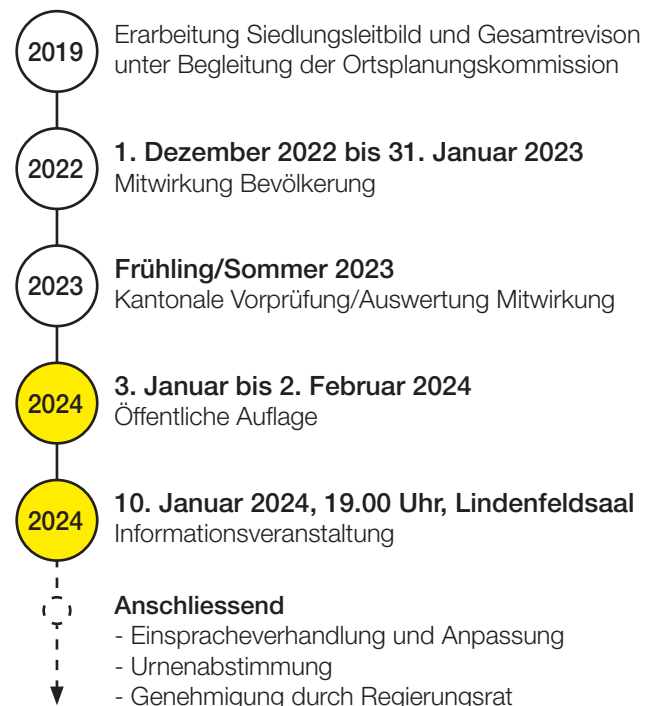 2019
Erarbeitung Siedlungsleitbild und Gesamtrevison
unter Begleitung der Ortsplanungskommission
2022
1. Dezember 2022 bis 31. Januar 2023
Mitwirkung Bevölkerung
2023
Frühling/Sommer 2023
Kantonale Vorprüfung/Auswertung Mitwirkung
2024
3. Januar bis 2. Februar 2024
Öffentliche Auflage
2024
10. Januar 2024, 19.00 Uhr, Lindenfeldsaal
Informationsveranstaltung
Anschliessend
- Einspracheverhandlung und Anpassung
- Urnenabstimmung
- Genehmigung durch Regierungsrat